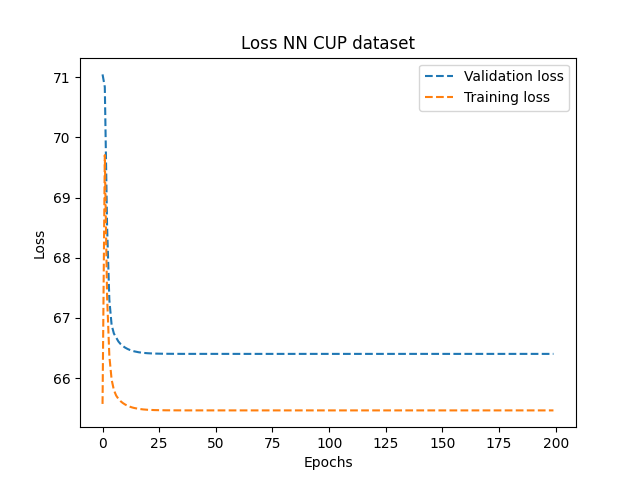 Loss NN CUP dataset
Validation loss
Training loss
71
70
69
68
67
66
Loss
0 25 50 75 100 125 150 175 200
Epochs